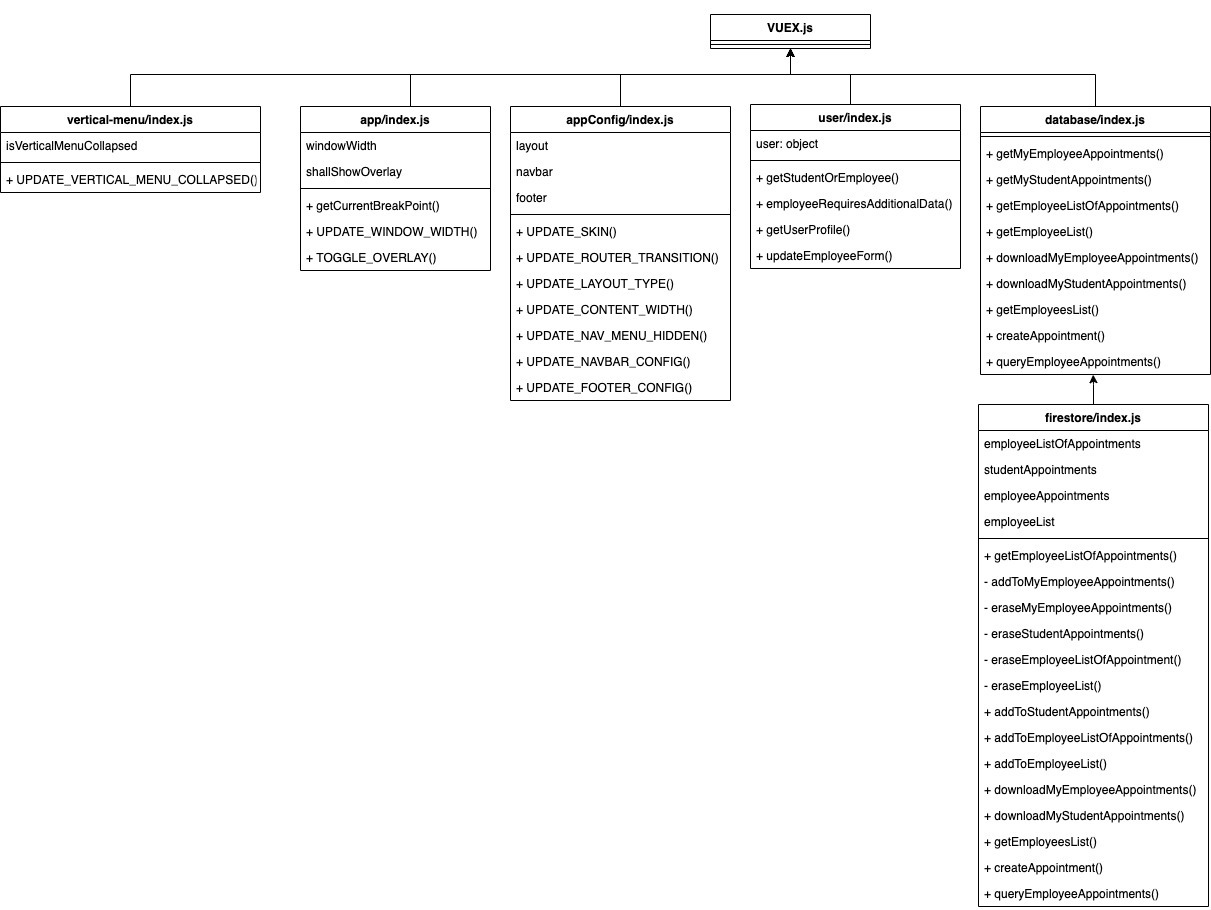 VUEX.js
vertical-menu/index.js
isVerticalMenuCollapsed
+ UPDATE_VERTICAL_MENU_COLLAPSED()
app/index.js
windowWidth
shallShowOverlay
+ getCurrentBreakPoint()
+ UPDATE_WINDOW_WIDTH()
+ TOGGLE_OVERLAY()
appConfig/index.js
layout
navbar
footer
+ UPDATE_SKIN()
+ UPDATE_ROUTER_TRANSITION()
+ UPDATE_LAYOUT_TYPE()
+ UPDATE_CONTENT_WIDTH()
+ UPDATE_NAV_MENU_HIDDEN()
+ UPDATE_NAVBAR_CONFIG()
+ UPDATE_FOOTER_CONFIG()
user/index.js
user: object
+ getStudentOrEmployee()
+ employeeRequiresAdditionalData()
+ getUserProfile()
+ updateEmployeeForm()
database/index.js
+ getMyEmployeeAppointments()
+ getMyStudentAppointments()
+ getEmployeeListOfAppointments()
+ getEmployeeList()
+ downloadMyEmployeeAppointments()
+ downloadMyStudentAppointments()
+ getEmployeesList()
+ createAppointment()
+ queryEmployeeAppointments()
firestore/index.js
employeeListOfAppointments
studentAppointments
employeeAppointments
employeeList
+ getEmployeeListOfAppointments()
- addToMyEmployeeAppointments()
- eraseMyEmployeeAppointments()
- eraseStudentAppointments()
- eraseEmployeeListOfAppointment()
- eraseEmployeeList()
+ addToStudentAppointments()
+ addToEmployeeListOfAppointments()
+ addToEmployeeList()
+ downloadMyEmployeeAppointments()
+ downloadMyStudentAppointments()
+ getEmployeesList()
+ createAppointment()
+ queryEmployeeAppointments()